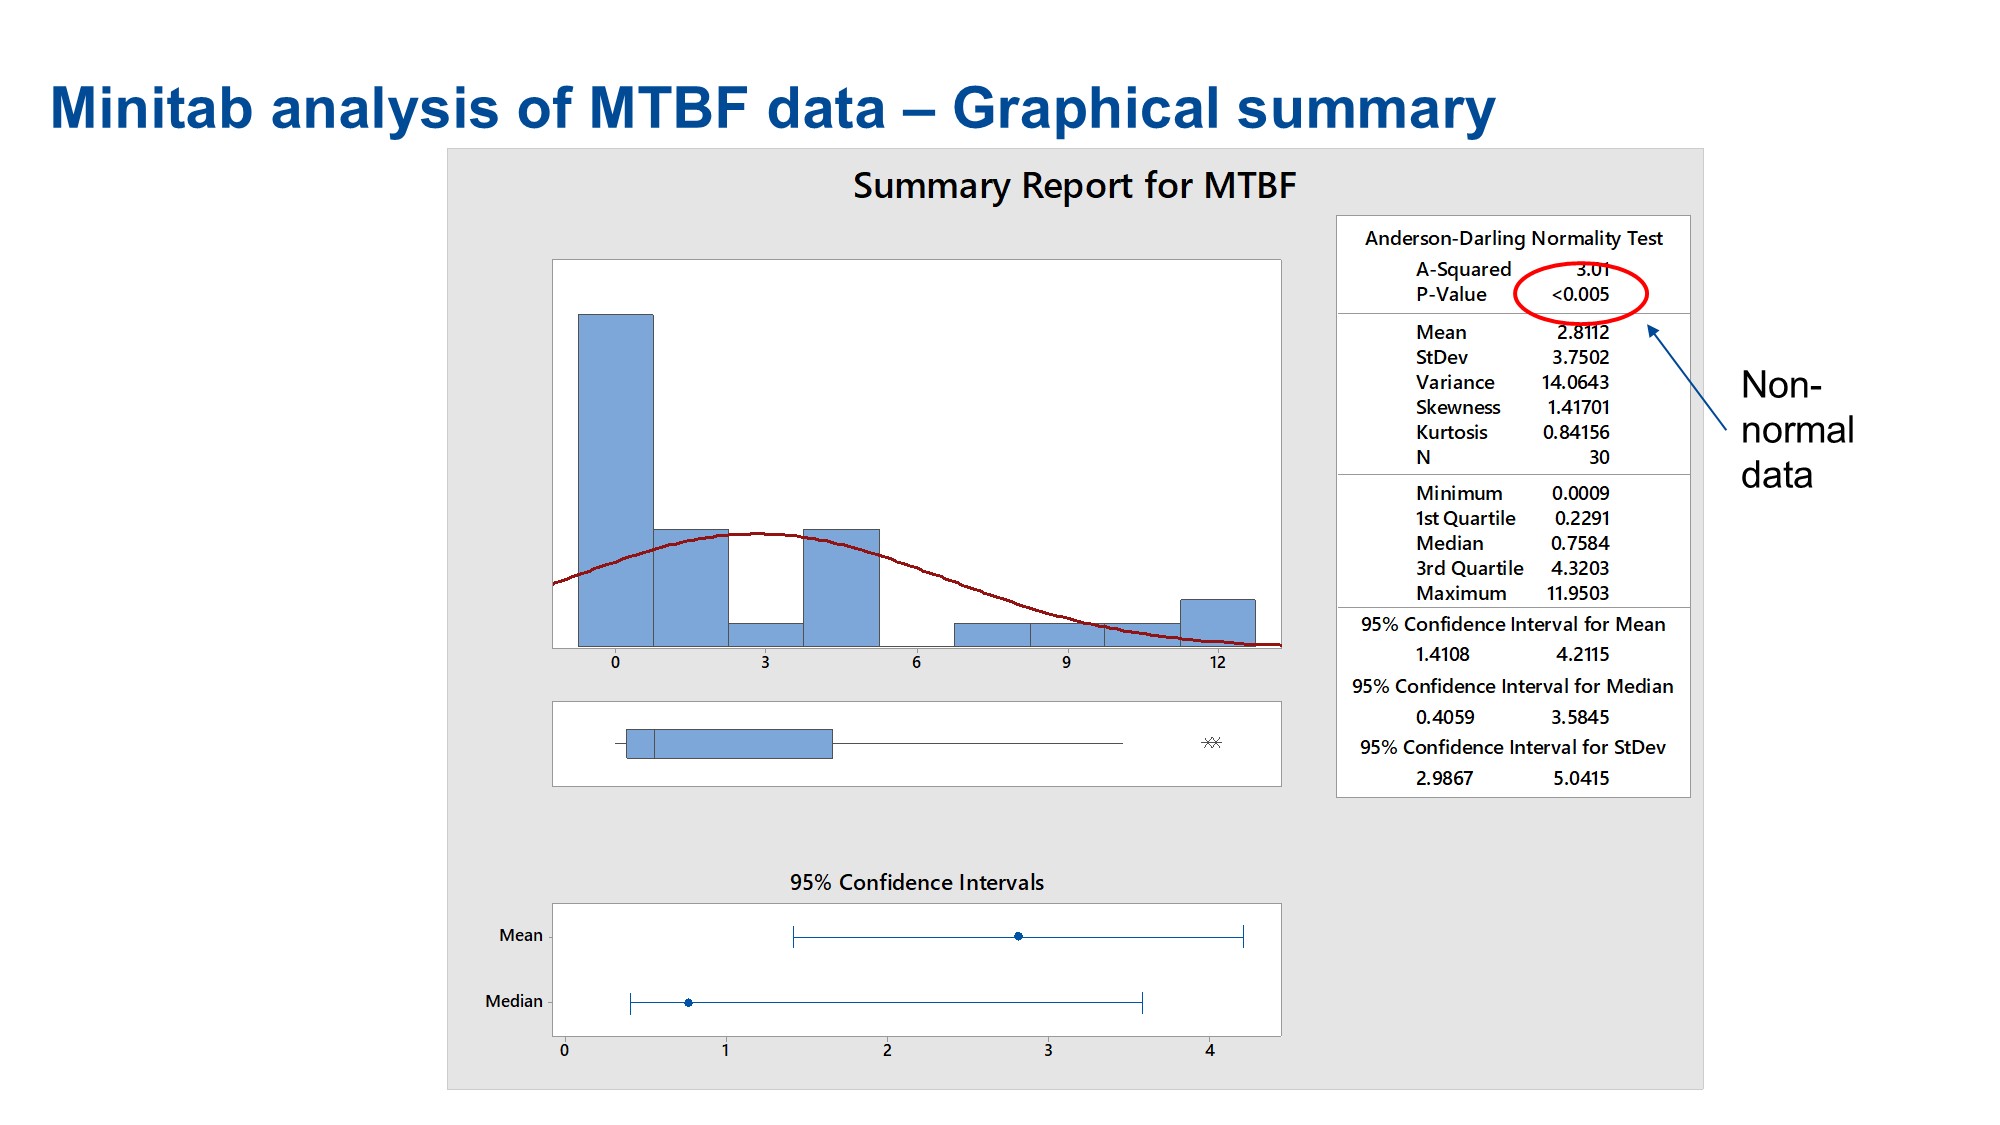 Minitab analysis of MTBF data – Graphical summary
Summary Report for MTBF
Anderson-Darling Normality Test
A-Squared 3.01
P-Value <0.005
Mean 2.8112
StDev 3.7502
Variance 14.0643
Skewness 1.41701
Kurtosis 0.84156
N 30
Minimum 0.0009
1st Quartile 0.2291
Median 0.7584
3rd Quartile 4.3203
Maximum 11.9503
95% Confidence Interval for Mean
1.4108 4.2115
95% Confidence Interval for Median
0.4059 3.5845
95% Confidence Interval for StDev
2.9867 5.0415
Non-
normal
data
0 3 6 9 12
95% Confidence Intervals
Mean
Median
0 1 2 3 4